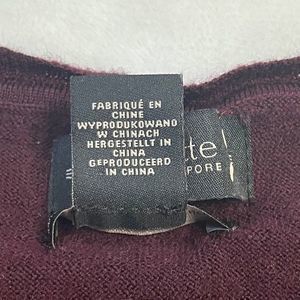 FABRIQUÉ EN
CHINE
WYPRODUKOWANO
W CHINACH
HERGESTELLT IN
CHINA
GEPRODUCEERD
IN CHINA